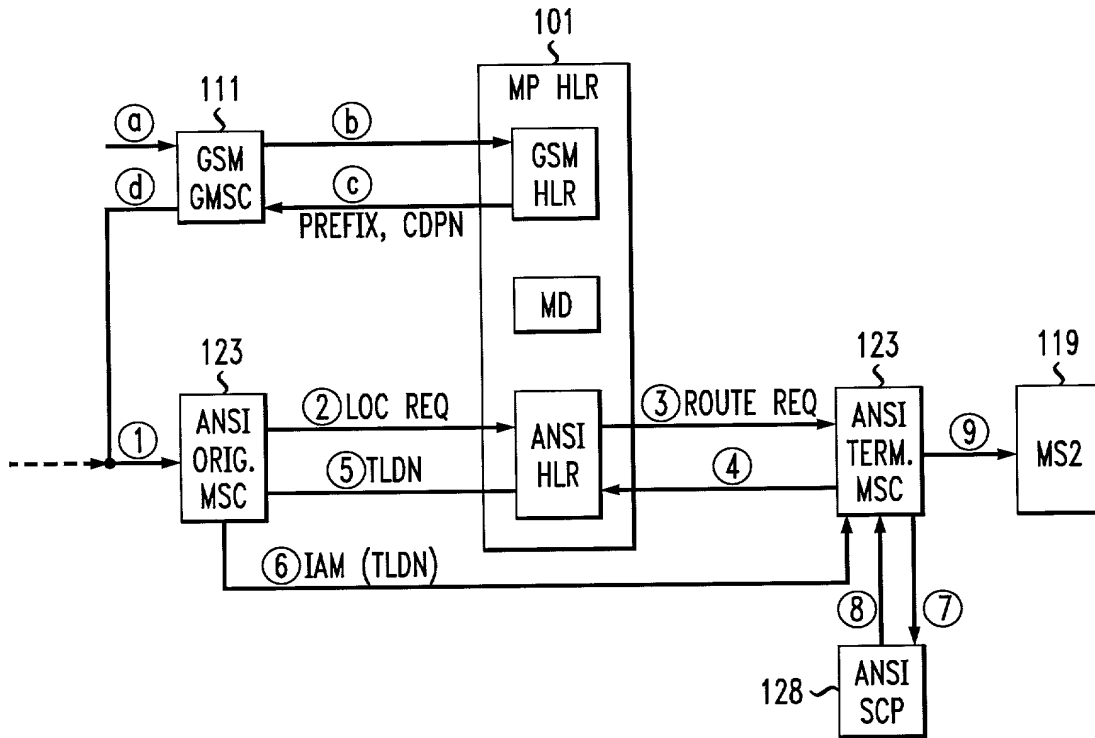 101
MP HLR
111
a
b
GSM
GMSC
GSM
HLR
d
c
PREFIX, CDPN
MD
123
123
119
1
ANSI
ORIG.
MSC
2 LOC REQ
5 TLDN
ANSI
HLR
3 ROUTE REQ
4
ANSI
TERM.
MSC
9
MS2
6 IAM (TLDN)
8
7
128
ANSI
SCP